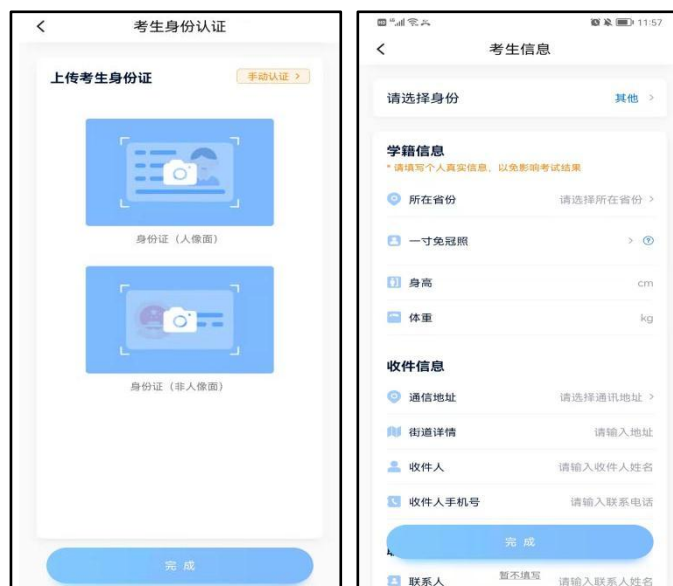 考生身份认证
上传考生身份证
手动认证 >
身份证（人像面）
身份证（非人像面）
完成
11:57
考生信息
请选择身份 其他 >
学籍信息
* 请填写个人真实信息，以免影响考试结果
所在省份 请选择所在省份 >
一寸免冠照 >
身高 cm
体重 kg
收件信息
通信地址 请选择通讯地址 >
街道详情 请输入地址
收件人 请输入收件人姓名
收件人手机号 请输入联系电话
完成
暂不填写
联系人 请输入联系人姓名